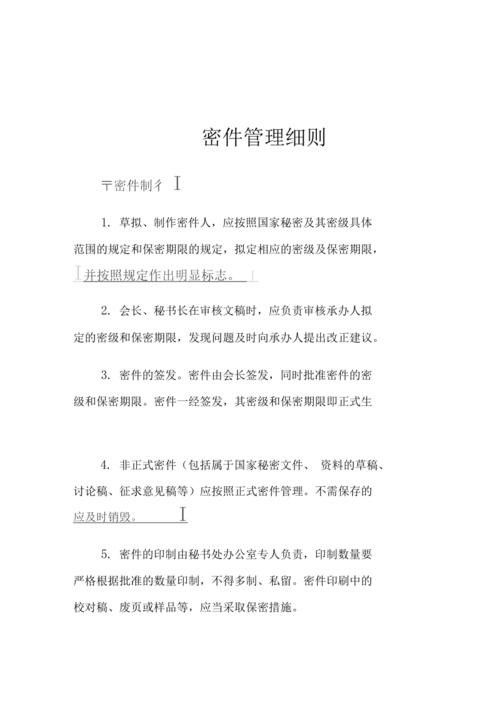 密件管理细则
〒密件制彳 I
1. 草拟、制作密件人，应按照国家秘密及其密级具体
范围的规定和保密期限的规定，拟定相应的密级及保密期限，
并按照规定作出明显标志。
2. 会长、秘书长在审核文稿时，应负责审核承办人拟
定的密级和保密期限，发现问题及时向承办人提出改正建议。
3. 密件的签发。密件由会长签发，同时批准密件的密
级和保密期限。密件一经签发，其密级和保密期限即正式生
4. 非正式密件（包括属于国家秘密文件、 资料的草稿、
讨论稿、征求意见稿等）应按照正式密件管理。不需保存的
应及时销毁。 I
5. 密件的印制由秘书处办公室专人负责，印制数量要
严格根据批准的数量印制，不得多制、私留。密件印刷中的
校对稿、废页或样品等，应当采取保密措施。